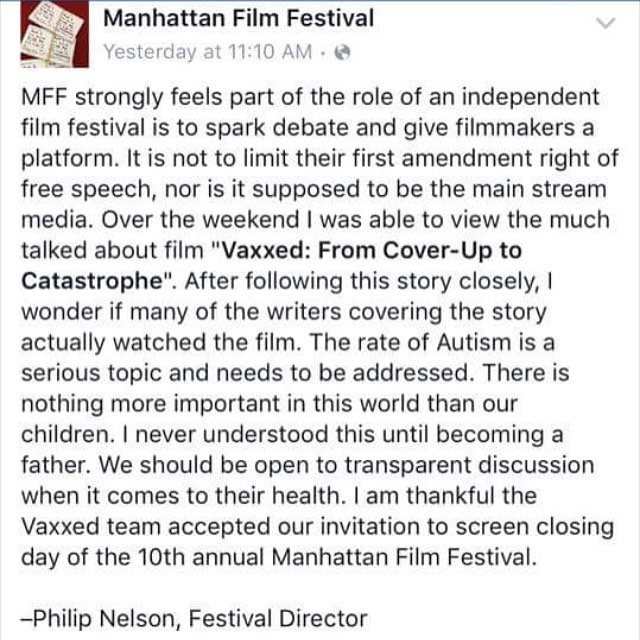 Manhattan Film Festival
Yesterday at 11:10 AM ·
MFF strongly feels part of the role of an independent
film festival is to spark debate and give filmmakers a
platform. It is not to limit their first amendment right of
free speech, nor is it supposed to be the main stream
media. Over the weekend I was able to view the much
talked about film "Vaxxed: From Cover-Up to
Catastrophe". After following this story closely, I
wonder if many of the writers covering the story
actually watched the film. The rate of Autism is a
serious topic and needs to be addressed. There is
nothing more important in this world than our
children. I never understood this until becoming a
father. We should be open to transparent discussion
when it comes to their health. I am thankful the
Vaxxed team accepted our invitation to screen closing
day of the 10th annual Manhattan Film Festival.
–Philip Nelson, Festival Director